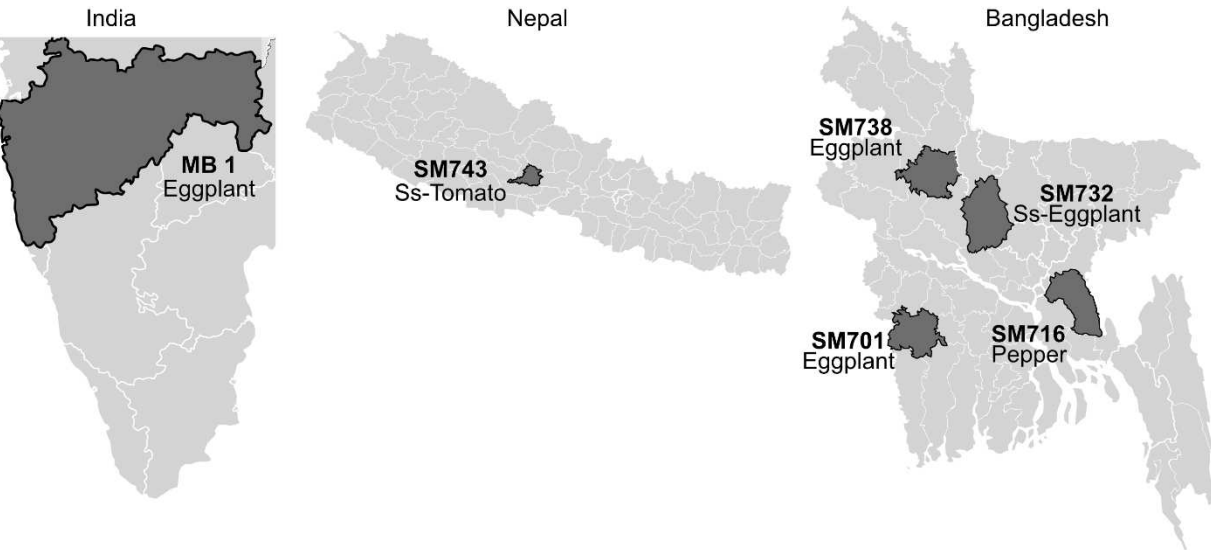 India
Nepal
Bangladesh
MB 1
Eggplant
SM743
Ss-Tomato
SM738
Eggplant
SM732
Ss-Eggplant
SM701
Eggplant
SM716
Pepper